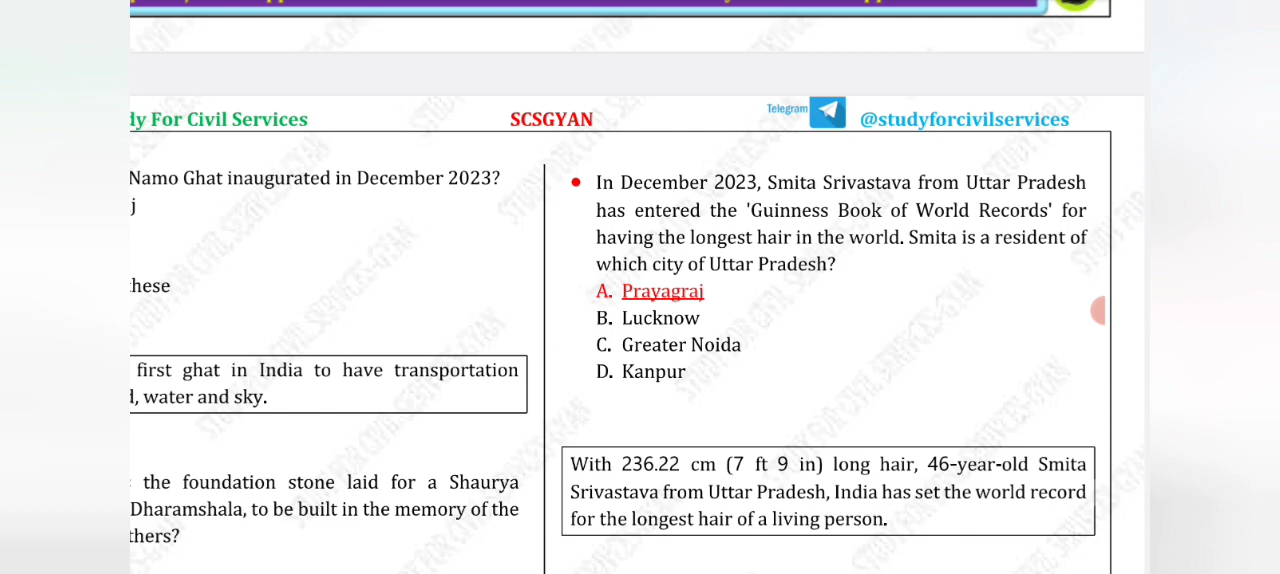 dy For Civil Services
SCSGYAN
Telegram
@studyforcivilservices
Namo Ghat inaugurated in December 2023?
j
these
first ghat in India to have transportation
d, water and sky.
the foundation stone laid for a Shaurya
Dharamshala, to be built in the memory of the
thers?
• In December 2023, Smita Srivastava from Uttar Pradesh
has entered the 'Guinness Book of World Records' for
having the longest hair in the world. Smita is a resident of
which city of Uttar Pradesh?
A. Prayagraj
B. Lucknow
C. Greater Noida
D. Kanpur
With 236.22 cm (7 ft 9 in) long hair, 46-year-old Smita
Srivastava from Uttar Pradesh, India has set the world record
for the longest hair of a living person.